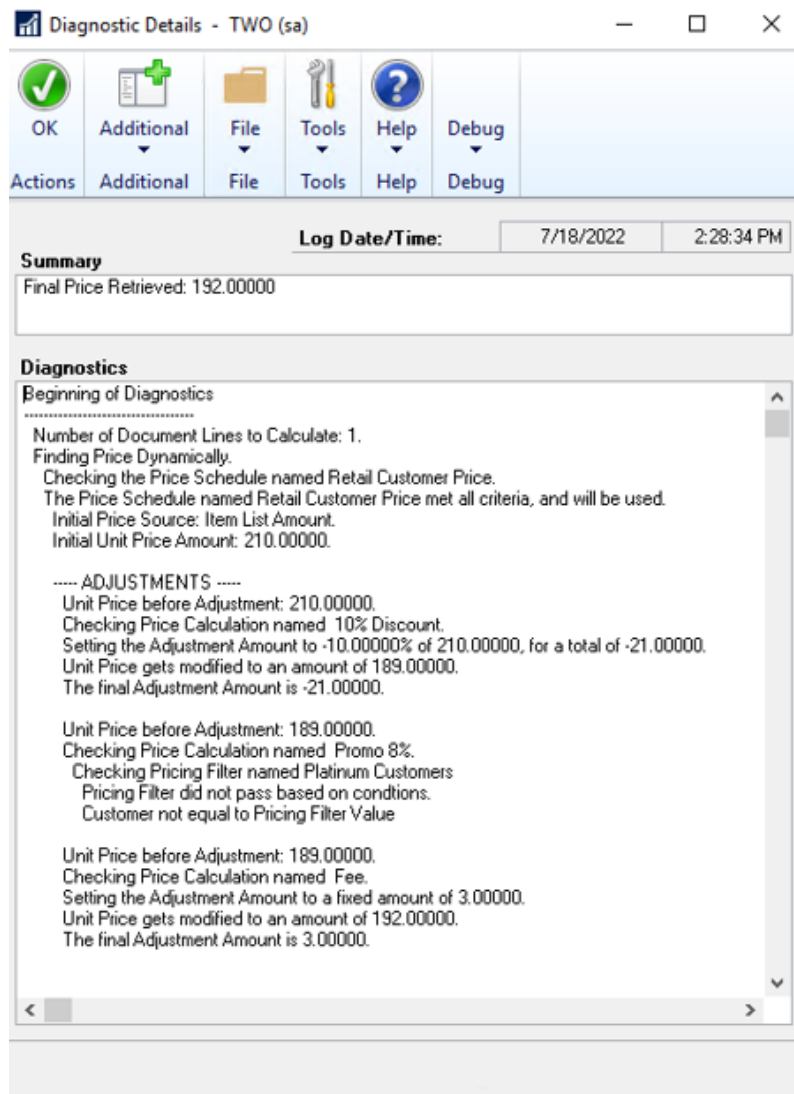 Diagnostic Details - TWO (sa)
OK Additional File Tools Help Debug
Actions Additional File Tools Help Debug
Log Date/Time: 7/18/2022 2:28:34 PM
Summary
Final Price Retrieved: 192.00000
Diagnostics
Beginning of Diagnostics
-----------------------------------
Number of Document Lines to Calculate: 1.
Finding Price Dynamically.
Checking the Price Schedule named Retail Customer Price.
The Price Schedule named Retail Customer Price met all criteria, and will be used.
Initial Price Source: Item List Amount.
Initial Unit Price Amount: 210.00000.
----- ADJUSTMENTS -----
Unit Price before Adjustment: 210.00000.
Checking Price Calculation named 10% Discount.
Setting the Adjustment Amount to -10.00000% of 210.00000, for a total of -21.00000.
Unit Price gets modified to an amount of 189.00000.
The final Adjustment Amount is -21.00000.
Unit Price before Adjustment: 189.00000.
Checking Price Calculation named Promo 8%.
Checking Pricing Filter named Platinum Customers
Pricing Filter did not pass based on condtions.
Customer not equal to Pricing Filter Value
Unit Price before Adjustment: 189.00000.
Checking Price Calculation named Fee.
Setting the Adjustment Amount to a fixed amount of 3.00000.
Unit Price gets modified to an amount of 192.00000.
The final Adjustment Amount is 3.00000.